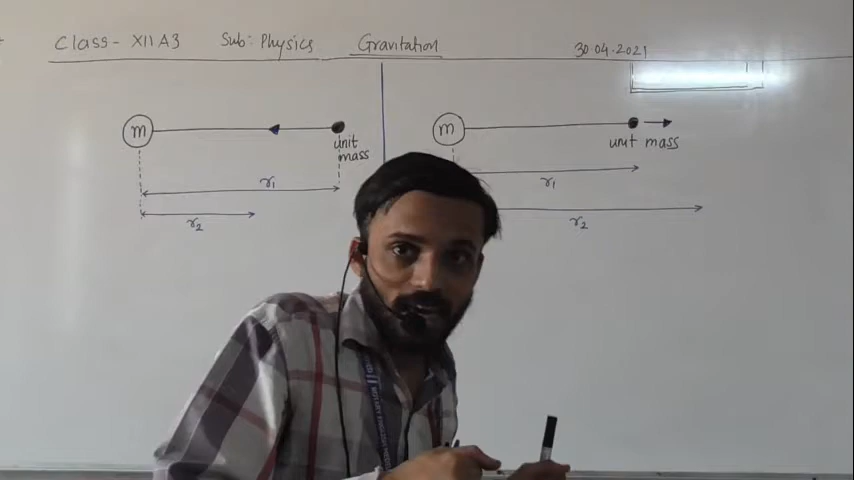 Class- XII A3 Sub: Physics Gravitation 30.04.2021
m
unit
mass
r1
r2
m
unit mass
r1
r2